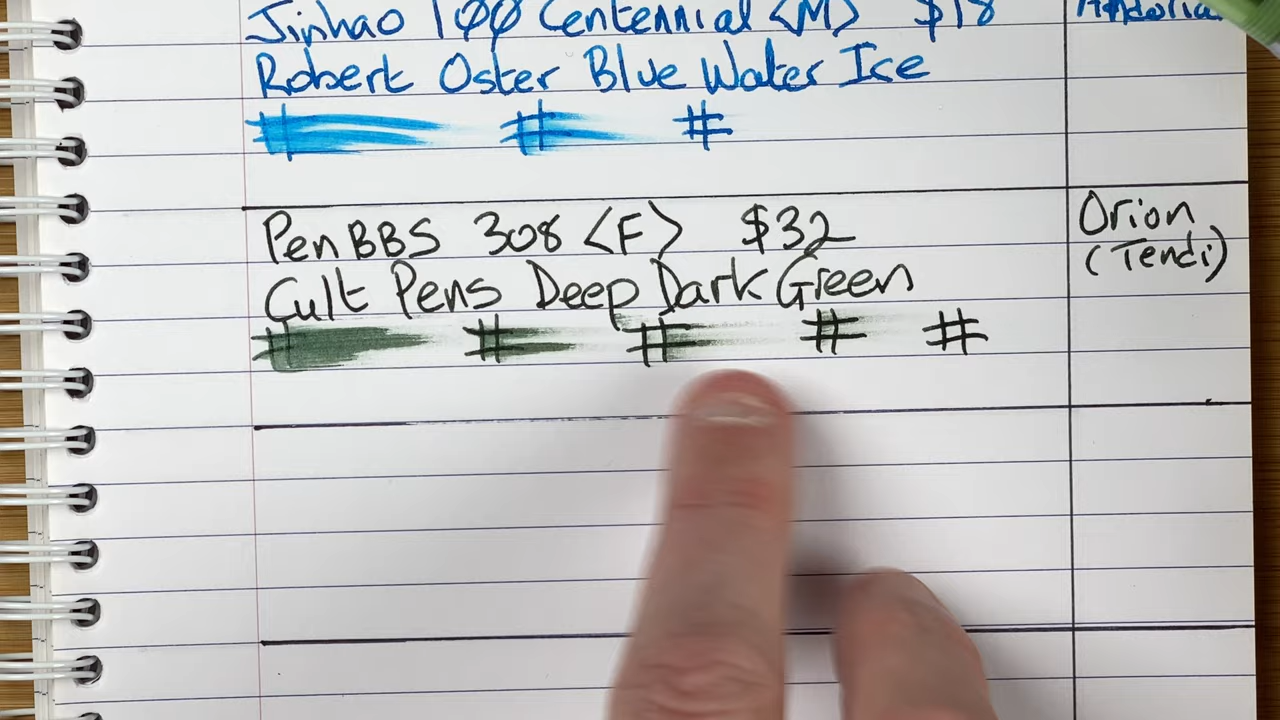 Jinhao 100 Centennial <M> $18
Robert Oster Blue Water Ice
# # #
PenBBS 308 <F> $32
Orion
Cult Pens Deep Dark Green
(Tendi)
# # # # #